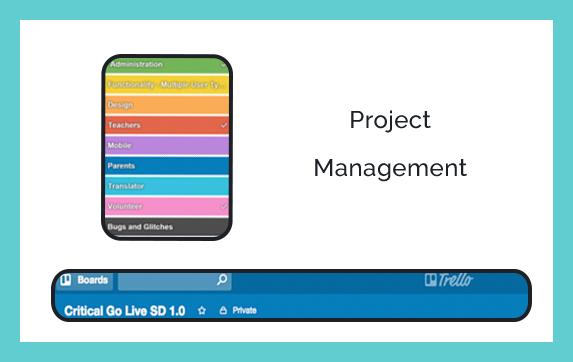 Administration
Functionality - Multiple User Ty...
Design
Teachers
Mobile
Parents
Translator
Volunteer
Bugs and Glitches
Project
Management
Boards
Trello
Critical Go Live SD 1.0
Private